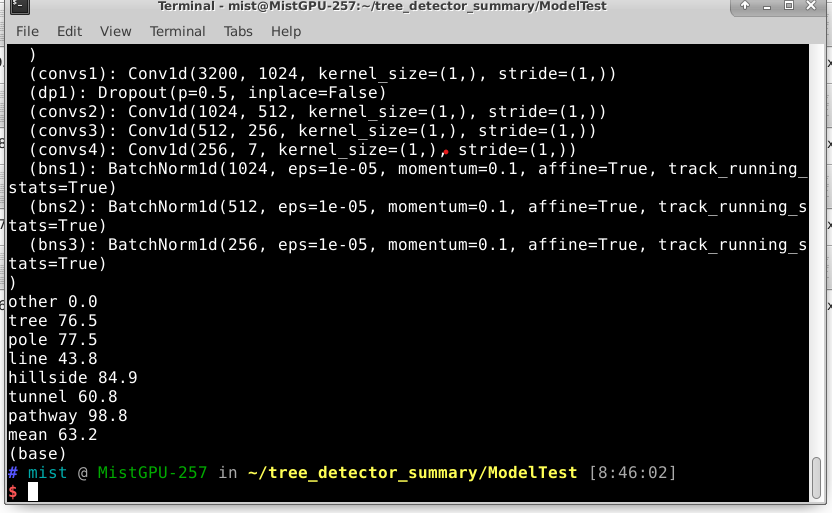 Terminal - mist@MistGPU-257:~/tree_detector_summary/ModelTest
File Edit View Terminal Tabs Help
)
(convs1): Conv1d(3200, 1024, kernel_size=(1,), stride=(1,))
(dp1): Dropout(p=0.5, inplace=False)
(convs2): Conv1d(1024, 512, kernel_size=(1,), stride=(1,))
(convs3): Conv1d(512, 256, kernel_size=(1,), stride=(1,))
(convs4): Conv1d(256, 7, kernel_size=(1,), stride=(1,))
(bns1): BatchNorm1d(1024, eps=1e-05, momentum=0.1, affine=True, track_running_
stats=True)
(bns2): BatchNorm1d(512, eps=1e-05, momentum=0.1, affine=True, track_running_s
tats=True)
(bns3): BatchNorm1d(256, eps=1e-05, momentum=0.1, affine=True, track_running_s
tats=True)
)
other 0.0
tree 76.5
pole 77.5
line 43.8
hillside 84.9
tunnel 60.8
pathway 98.8
mean 63.2
(base)
# mist @ MistGPU-257 in ~/tree_detector_summary/ModelTest [8:46:02]
$